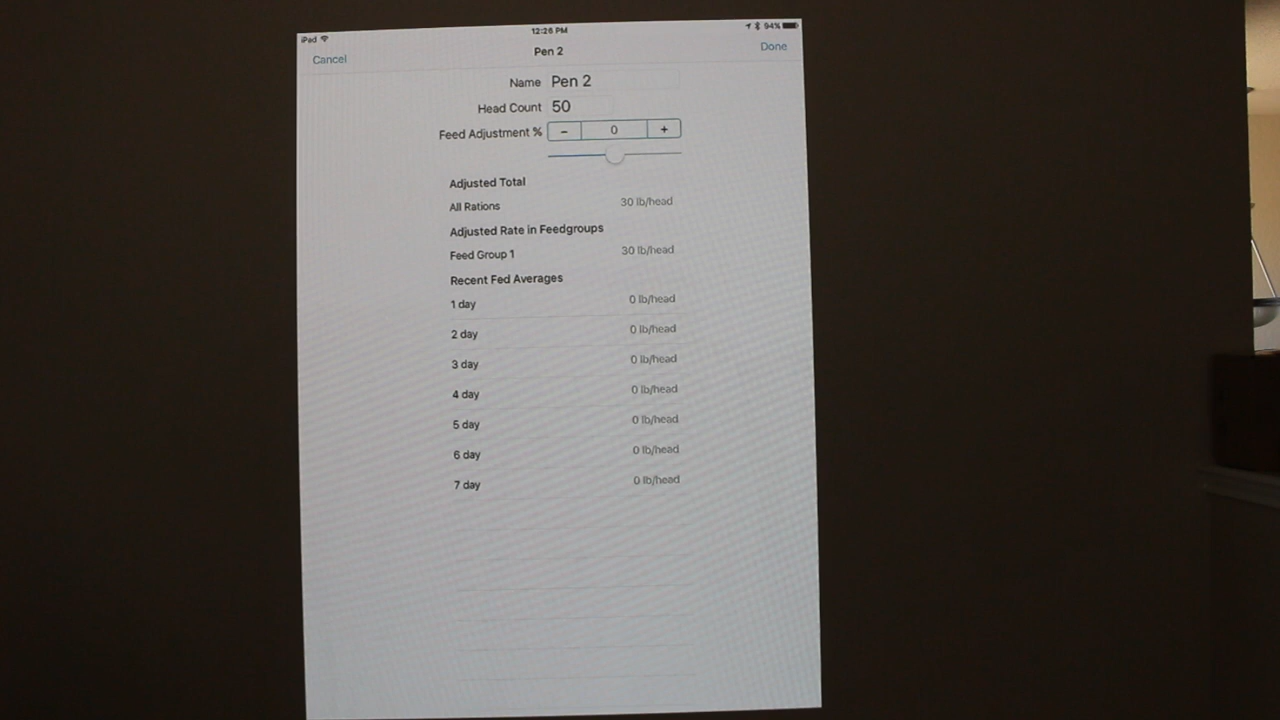 iPad 12:26 PM 94%
Cancel Pen 2 Done
Name Pen 2
Head Count 50
Feed Adjustment % − 0 +
Adjusted Total
All Rations 30 lb/head
Adjusted Rate in Feedgroups
Feed Group 1 30 lb/head
Recent Fed Averages
1 day 0 lb/head
2 day 0 lb/head
3 day 0 lb/head
4 day 0 lb/head
5 day 0 lb/head
6 day 0 lb/head
7 day 0 lb/head